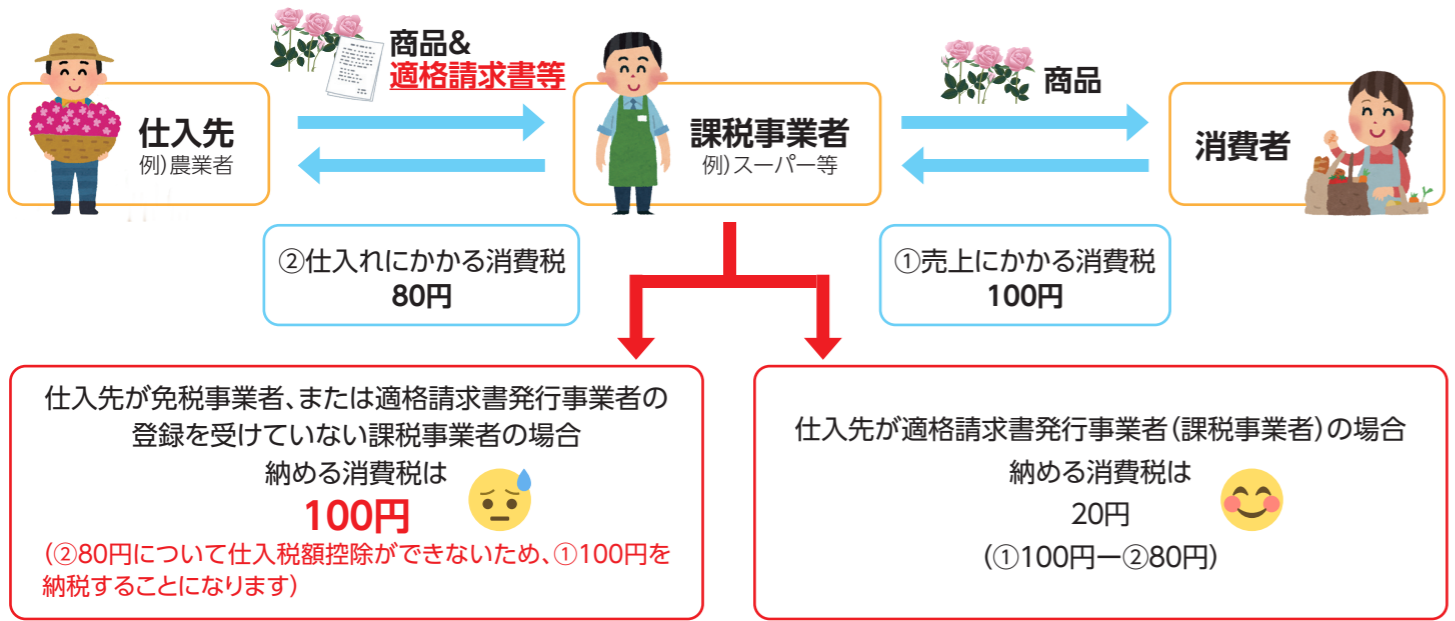 商品&
適格請求書等
商品
仕入先
例)農業者
課税事業者
例)スーパー等
消費者
②仕入れにかかる消費税
80円
①売上にかかる消費税
100円
仕入先が免税事業者、または適格請求書発行事業者の
登録を受けていない課税事業者の場合
納める消費税は
100円
(②80円について仕入税額控除ができないため、①100円を
納税することになります)
仕入先が適格請求書発行事業者(課税事業者)の場合
納める消費税は
20円
(①100円ー②80円)